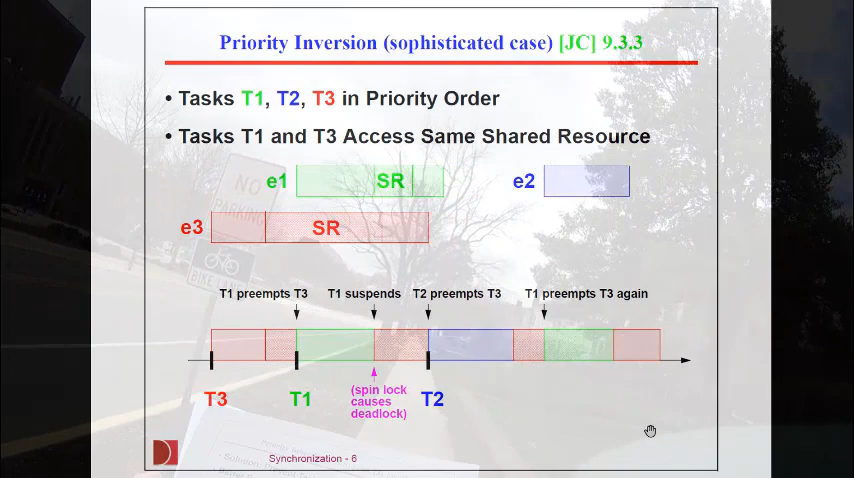 Priority Inversion (sophisticated case) [JC] 9.3.3
• Tasks T1, T2, T3 in Priority Order
• Tasks T1 and T3 Access Same Shared Resource
e1 SR e2
e3 SR
NO
PARKING
BIKE LANE
T1 preempts T3 T1 suspends T2 preempts T3 T1 preempts T3 again
T3 T1 (spin lock causes deadlock) T2
Synchronization - 6